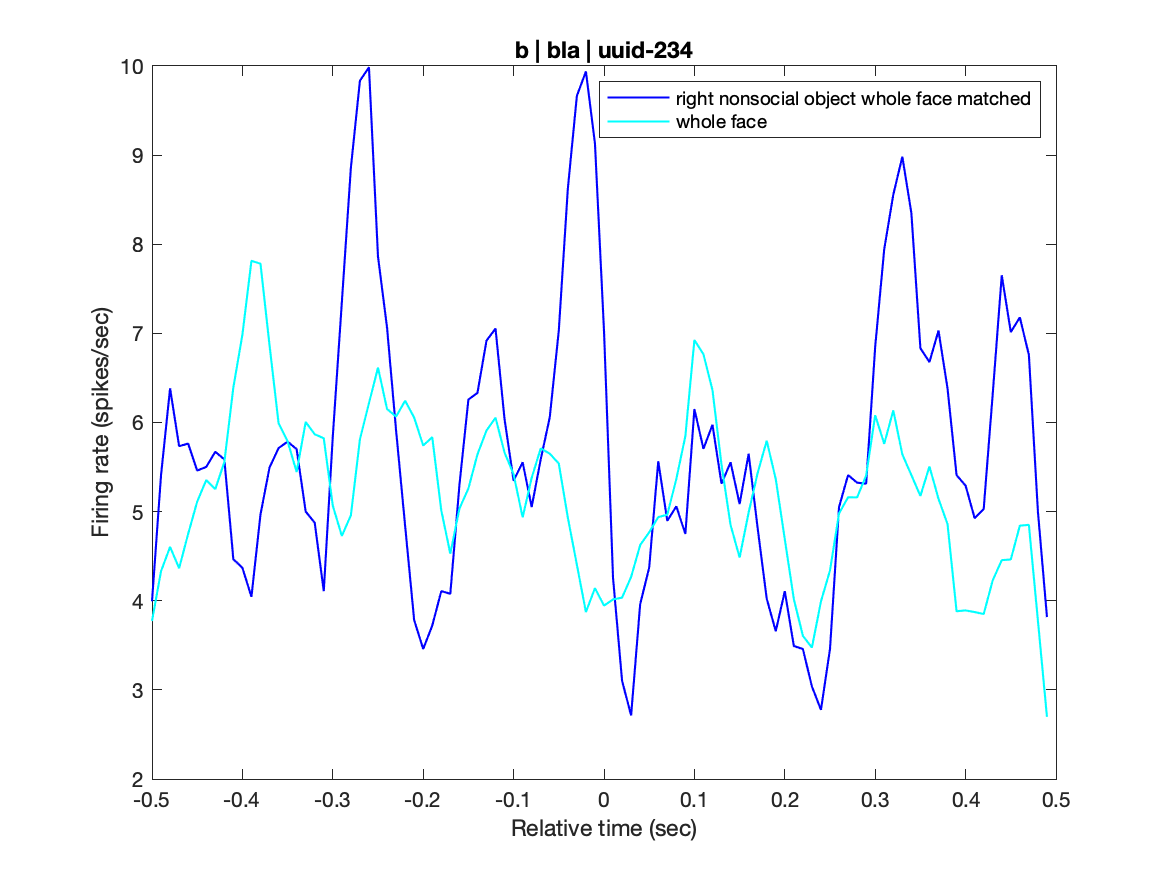 b | bla | uuid-234
10
9
8
7
6
5
4
3
2
Firing rate (spikes/sec)
right nonsocial object whole face matched
whole face
-0.5 -0.4 -0.3 -0.2 -0.1 0 0.1 0.2 0.3 0.4 0.5
Relative time (sec)